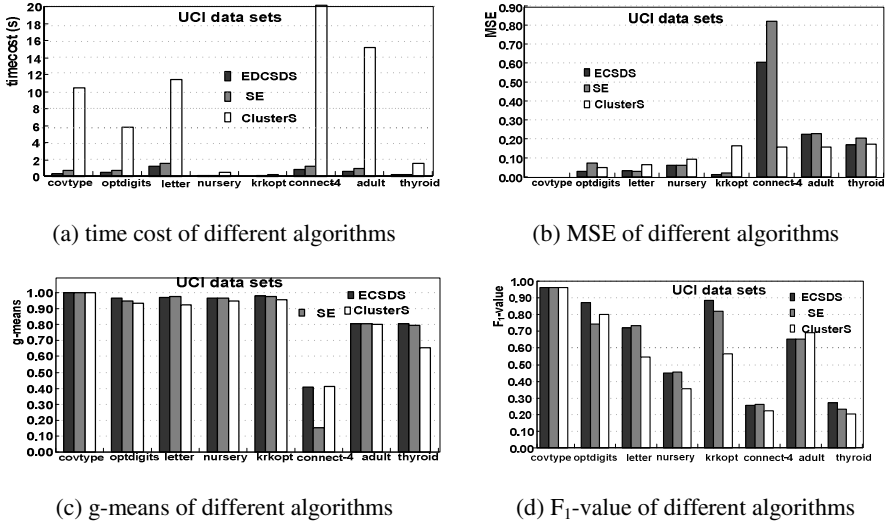 UCI data sets
timecost (s)
20
18
16
14
12
10
8
6
4
2
0
EDCSDS
SE
ClusterS
covtype optdigits letter nursery krkopt connect-4 adult thyroid
(a) time cost of different algorithms
UCI data sets
MSE
0.90
0.80
0.70
0.60
0.50
0.40
0.30
0.20
0.10
0.00
ECSDS
SE
ClusterS
optdigits letter nursery krkopt connect-4 adult thyroid
(b) MSE of different algorithms
UCI data sets
g-means
1.00
0.90
0.80
0.70
0.60
0.50
0.40
0.30
0.20
0.10
0.00
ECSDS
SE
ClusterS
covtype optdigits letter nursery krkopt connect-4 adult thyroid
(c) g-means of different algorithms
UCI data sets
F1-value
1.00
0.90
0.80
0.70
0.60
0.50
0.40
0.30
0.20
0.10
0.00
ECSDS
SE
ClusterS
covtype optdigits letter nursery krkopt connect-4 adult thyroid
(d) F1-value of different algorithms